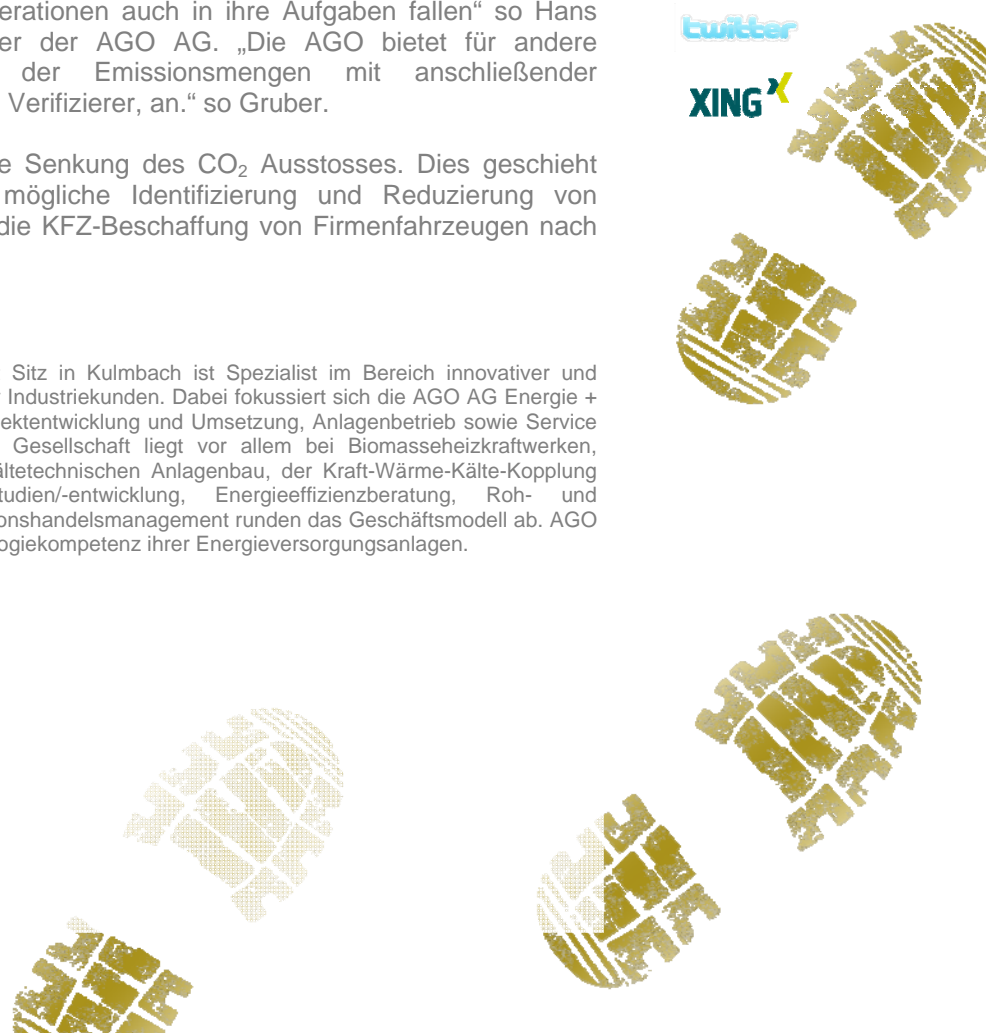 erationen auch in ihre Aufgaben fallen“ so Hans
er der AGO AG. „Die AGO bietet für andere
der Emissionsmengen mit anschließender
Verifizierer, an.“ so Gruber.
e Senkung des CO₂ Ausstosses. Dies geschieht
mögliche Identifizierung und Reduzierung von
die KFZ-Beschaffung von Firmenfahrzeugen nach
Sitz in Kulmbach ist Spezialist im Bereich innovativer und
Industriekunden. Dabei fokussiert sich die AGO AG Energie +
ektentwicklung und Umsetzung, Anlagenbetrieb sowie Service
Gesellschaft liegt vor allem bei Biomasseheizkraftwerken,
ältetechnischen Anlagenbau, der Kraft-Wärme-Kälte-Kopplung
tudien/-entwicklung, Energieeffizienzberatung, Roh- und
onshandelsmanagement runden das Geschäftsmodell ab. AGO
ogiekompetenz ihrer Energieversorgungsanlagen.
twitter
XING